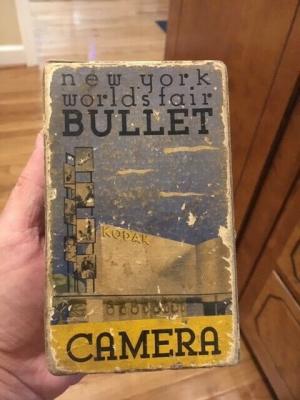 new york
world's fair
BULLET
KODAK
CAMERA